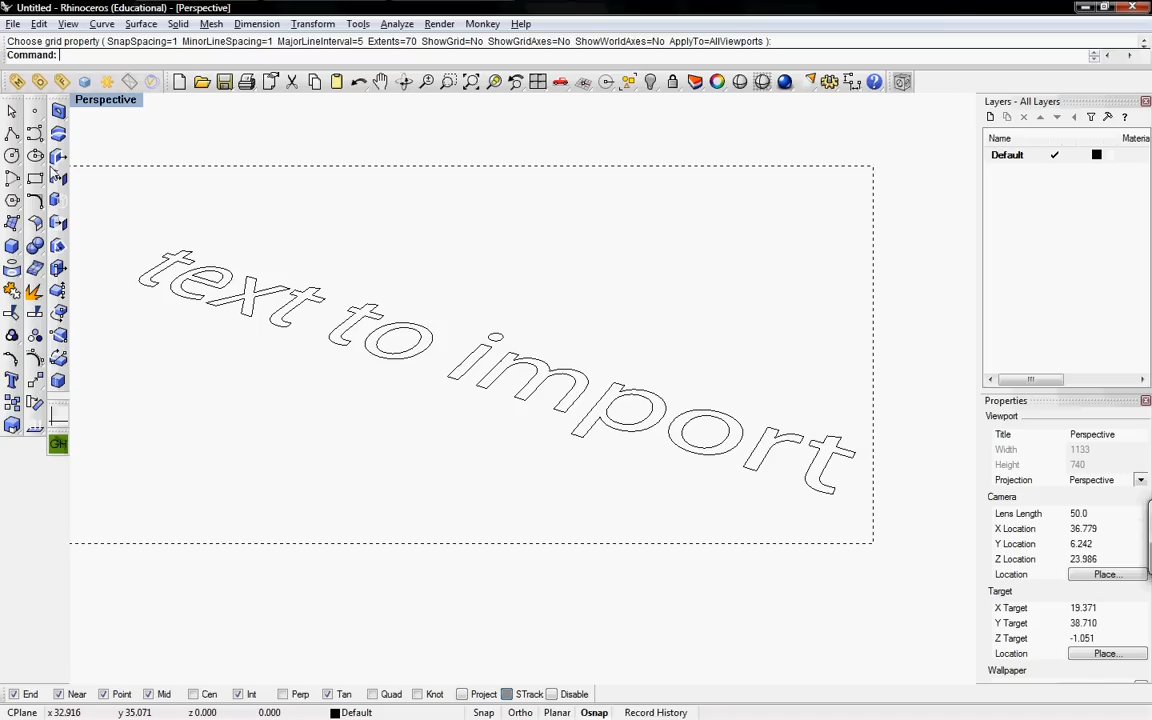 Untitled - Rhinoceros (Educational) - [Perspective]
File Edit View Curve Surface Solid Mesh Dimension Transform Tools Analyze Render Monkey Help
Choose grid property ( SnapSpacing=1 MinorLineSpacing=1 MajorLineInterval=5 Extents=70 ShowGrid=No ShowGridAxes=No ShowWorldAxes=No ApplyTo=AllViewports ):
Command:
Perspective
text to import
Layers - All Layers
Name Materia
Default
Properties
Viewport
Title Perspective
Width 1133
Height 740
Projection Perspective
Camera
Lens Length 50.0
X Location 36.779
Y Location 6.242
Z Location 23.986
Location Place...
Target
X Target 19.371
Y Target 38.710
Z Target -1.051
Location Place...
Wallpaper
GH
End Near Point Mid Cen Int Perp Tan Quad Knot Project STrack Disable
CPlane x 32.916 y 35.071 z 0.000 0.000 Default Snap Ortho Planar Osnap Record History